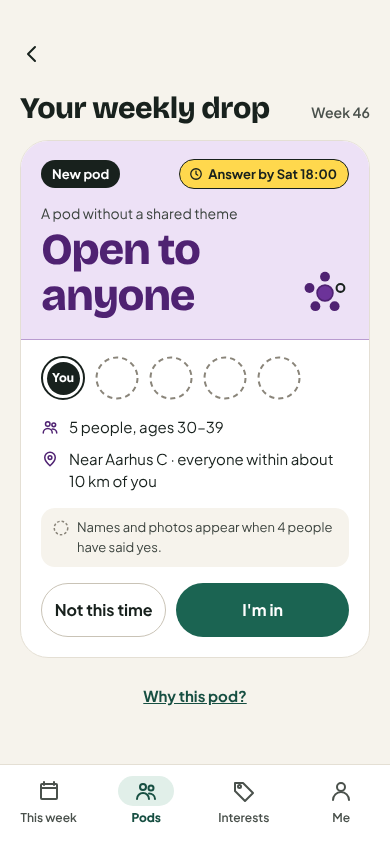 Your weekly drop
Week 46
New pod
Answer by Sat 18:00
A pod without a shared theme
Open to
anyone
You
5 people, ages 30–39
Near Aarhus C · everyone within about
10 km of you
Names and photos appear when 4 people
have said yes.
Not this time
I'm in
Why this pod?
This week
Pods
Interests
Me